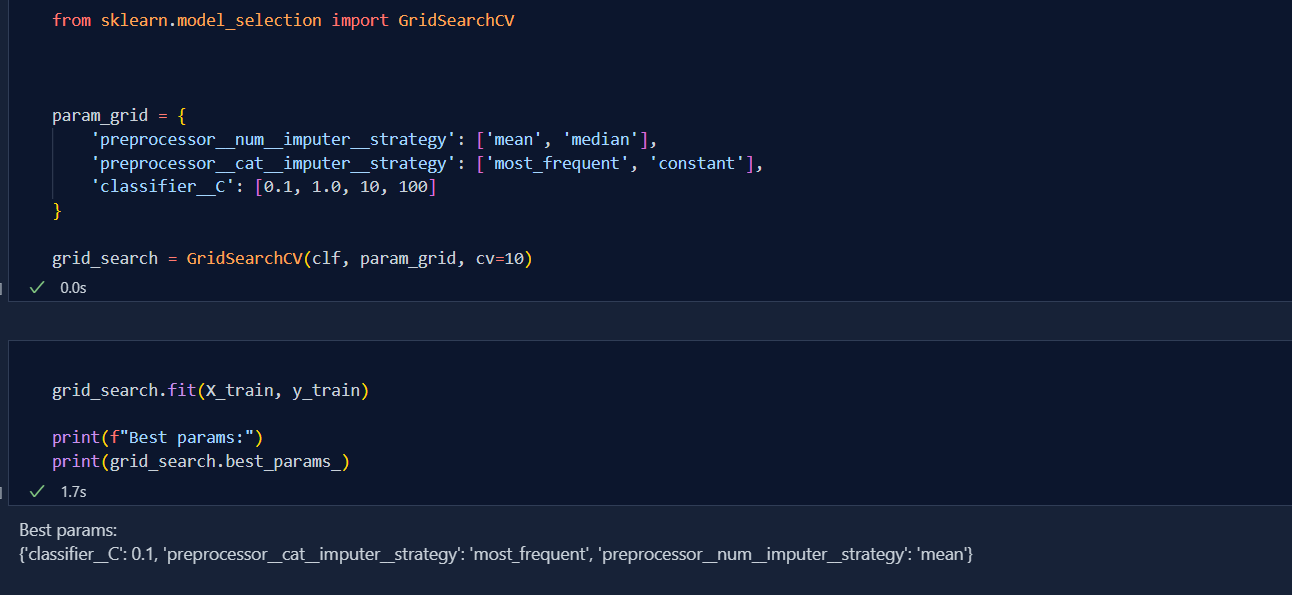 from sklearn.model_selection import GridSearchCV
param_grid = {
    'preprocessor__num__imputer__strategy': ['mean', 'median'],
    'preprocessor__cat__imputer__strategy': ['most_frequent', 'constant'],
    'classifier__C': [0.1, 1.0, 10, 100]
}
grid_search = GridSearchCV(clf, param_grid, cv=10)
0.0s
grid_search.fit(X_train, y_train)
print(f"Best params:")
print(grid_search.best_params_)
1.7s
Best params:
{'classifier__C': 0.1, 'preprocessor__cat__imputer__strategy': 'most_frequent', 'preprocessor__num__imputer__strategy': 'mean'}